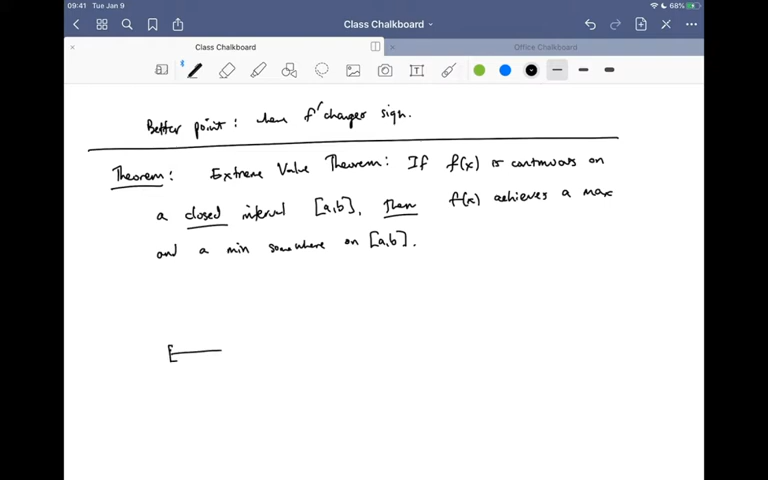 09:41 Tue Jan 9
68%
Class Chalkboard
Class Chalkboard
Office Chalkboard
Better point: when f' changes sign.
Theorem: Extreme Value Theorem: If f(x) is continuous on
a closed interval [a,b], then f(x) achieves a max
and a min somewhere on [a,b].